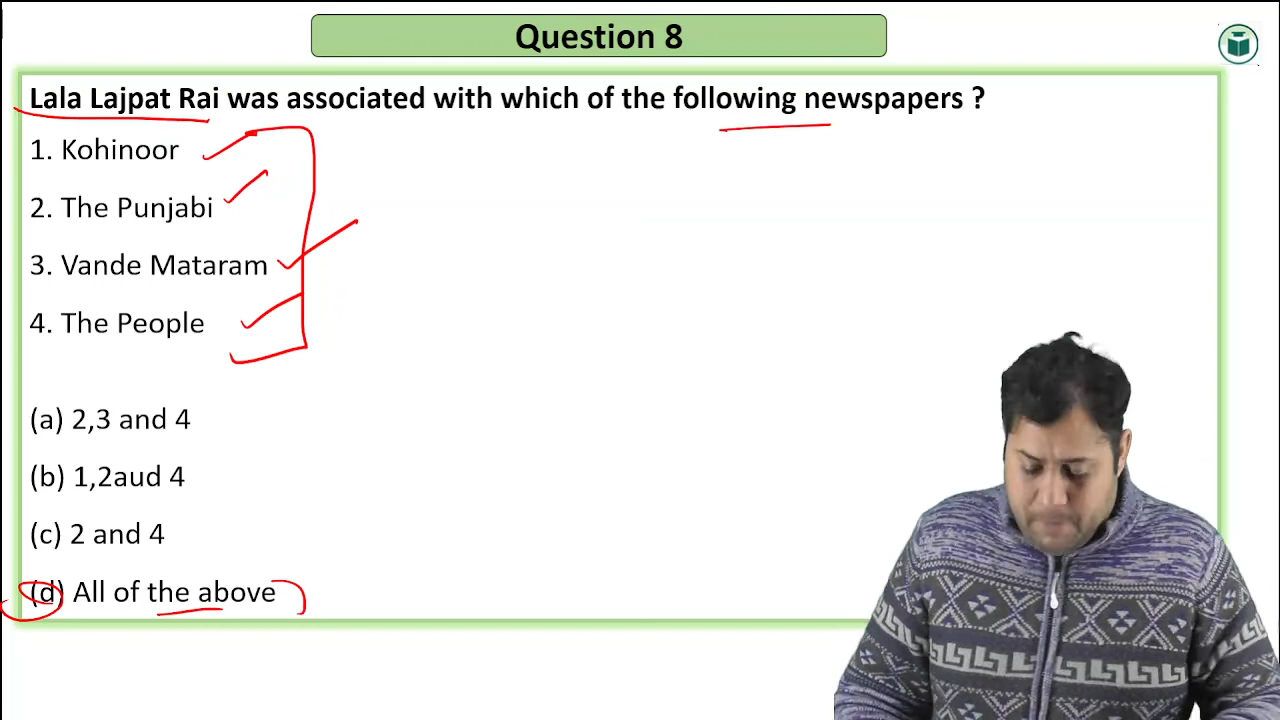 Question 8
Lala Lajpat Rai was associated with which of the following newspapers ?
1. Kohinoor
2. The Punjabi
3. Vande Mataram
4. The People
(a) 2,3 and 4
(b) 1,2aud 4
(c) 2 and 4
(d) All of the above